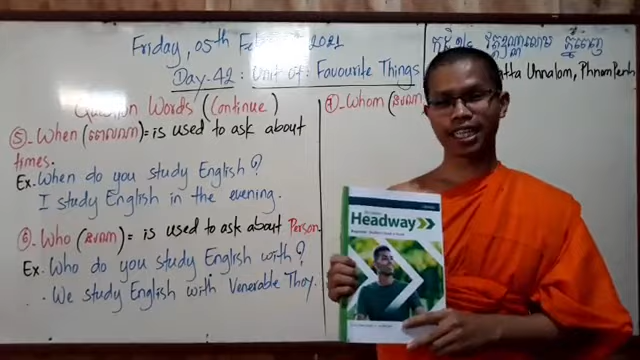 Friday, 05th February 2021
Day-42: Unit 07: Favourite Things
Question Words (Continue)
⑤- When (ពេលណា) = is used to ask about
times.
Ex. When do you study English?
I study English in the evening.
⑥- Who (នរណា) = is used to ask about Person.
Ex. Who do you study English with?
. We study English with Venerable Thoy.
Unnalom, Phnom Penh
⑦- Whom (នរណា
Headway